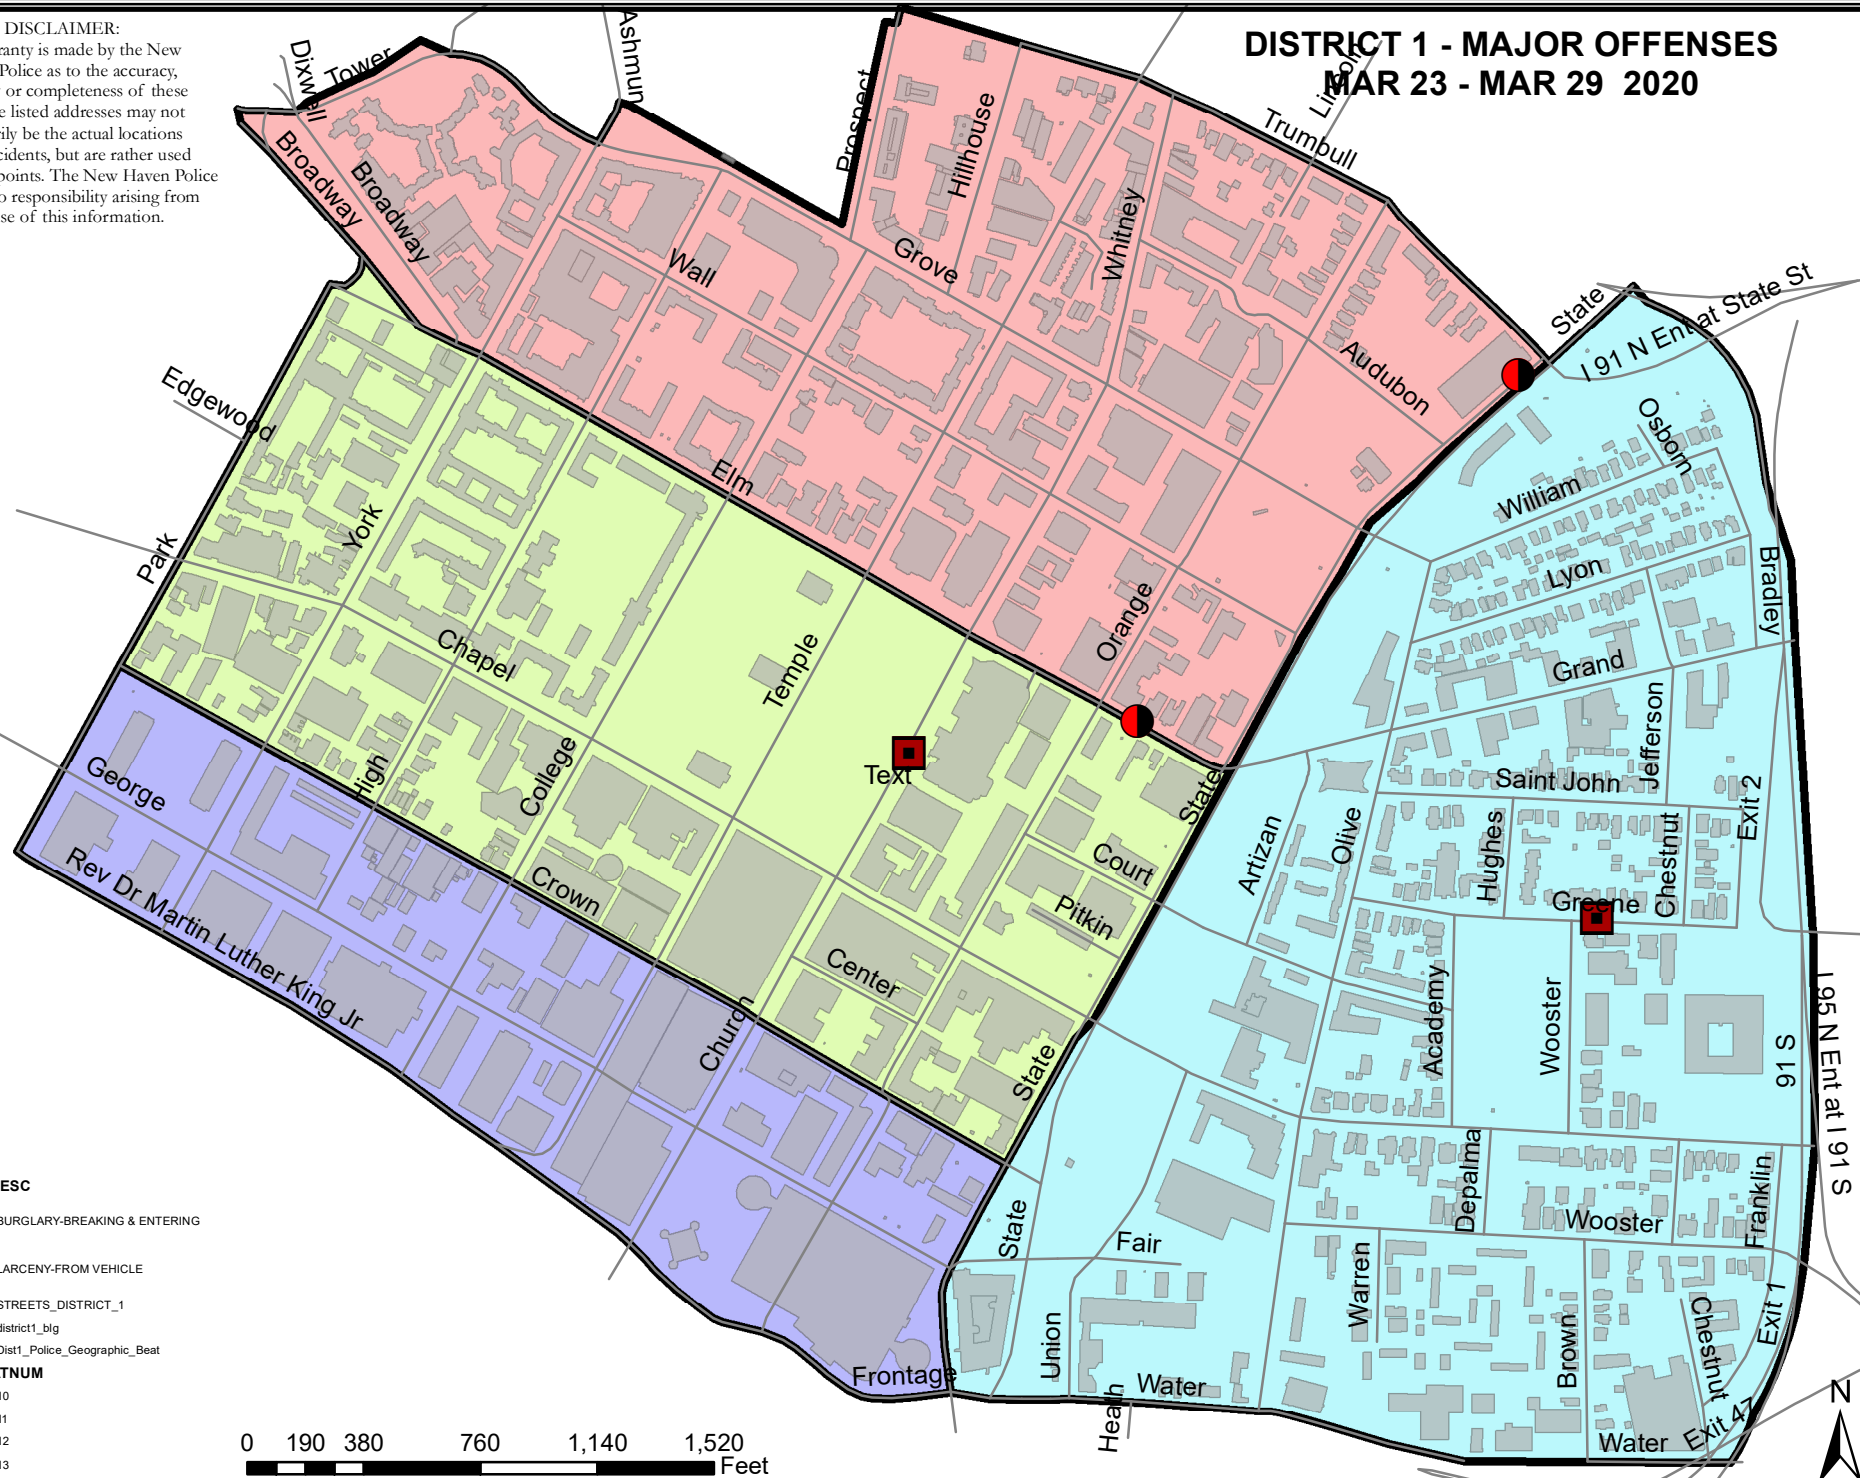 DISCLAIMER:
ranty is made by the New
Police as to the accuracy,
or completeness of these
e listed addresses may not
ily be the actual locations
cidents, but are rather used
points. The New Haven Police
o responsibility arising from
se of this information.
DISTRICT 1 - MAJOR OFFENSES
MAR 23 - MAR 29 2020
Dixwell
Tower
Ashmun
Prospect
Hillhouse
Lincoln
Trumbull
Broadway
Broadway
Wall
Grove
Whitney
State
I 91 N Ent at State St
Audubon
Edgewood
Osborn
William
Elm
York
Park
Lyon
Bradley
Orange
Chapel
Temple
Grand
Jefferson
Text
State
Saint John
George
High
College
Exit 2
Artizan
Olive
Hughes
Chestnut
Court
Greene
Rev Dr Martin Luther King Jr
Crown
Pitkin
Center
Church
Academy
Wooster
State
91 S
I 95 N Ent at I 91 S
Depalma
State
Fair
Wooster
Franklin
Warren
Union
Brown
Chestnut
Exit 1
Frontage
Water
Heath
Water
Exit 47
ESC
BURGLARY-BREAKING & ENTERING
LARCENY-FROM VEHICLE
STREETS_DISTRICT_1
district1_blg
Dist1_Police_Geographic_Beat
TNUM
10
11
12
13
0 190 380 760 1,140 1,520
Feet
N